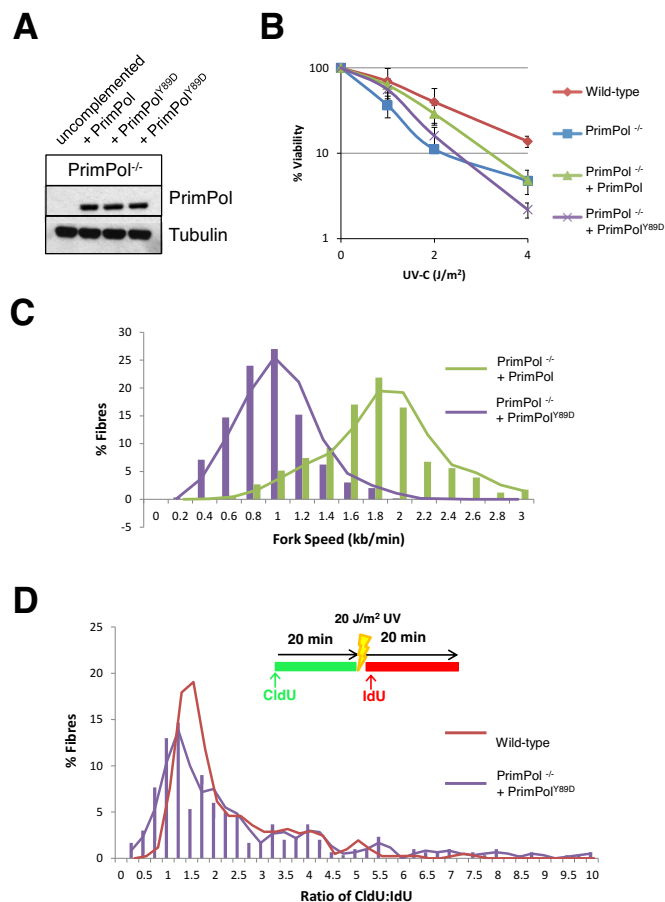 A
uncomplemented
+ PrimPol
+ PrimPolY89D
+ PrimPolY89D
PrimPol-/-
PrimPol
Tubulin
B
% Viability
100
10
1
0
1
2
4
UV-C (J/m²)
Wild-type
PrimPol -/-
PrimPol -/-
+ PrimPol
PrimPol -/-
+ PrimPolY89D
C
% Fibres
30
25
20
15
10
5
0
-5
0 0.2 0.4 0.6 0.8 1 1.2 1.4 1.6 1.8 2 2.2 2.4 2.6 2.8 3
Fork Speed (kb/min)
PrimPol -/-
+ PrimPol
PrimPol -/-
+ PrimPolY89D
D
20 J/m² UV
20 min
20 min
CldU
IdU
% Fibres
25
20
15
10
5
0
0 0.5 1 1.5 2 2.5 3 3.5 4 4.5 5 5.5 6 6.5 7 7.5 8 8.5 9 9.5 10
Ratio of CldU:IdU
Wild-type
PrimPol -/-
+ PrimPolY89D